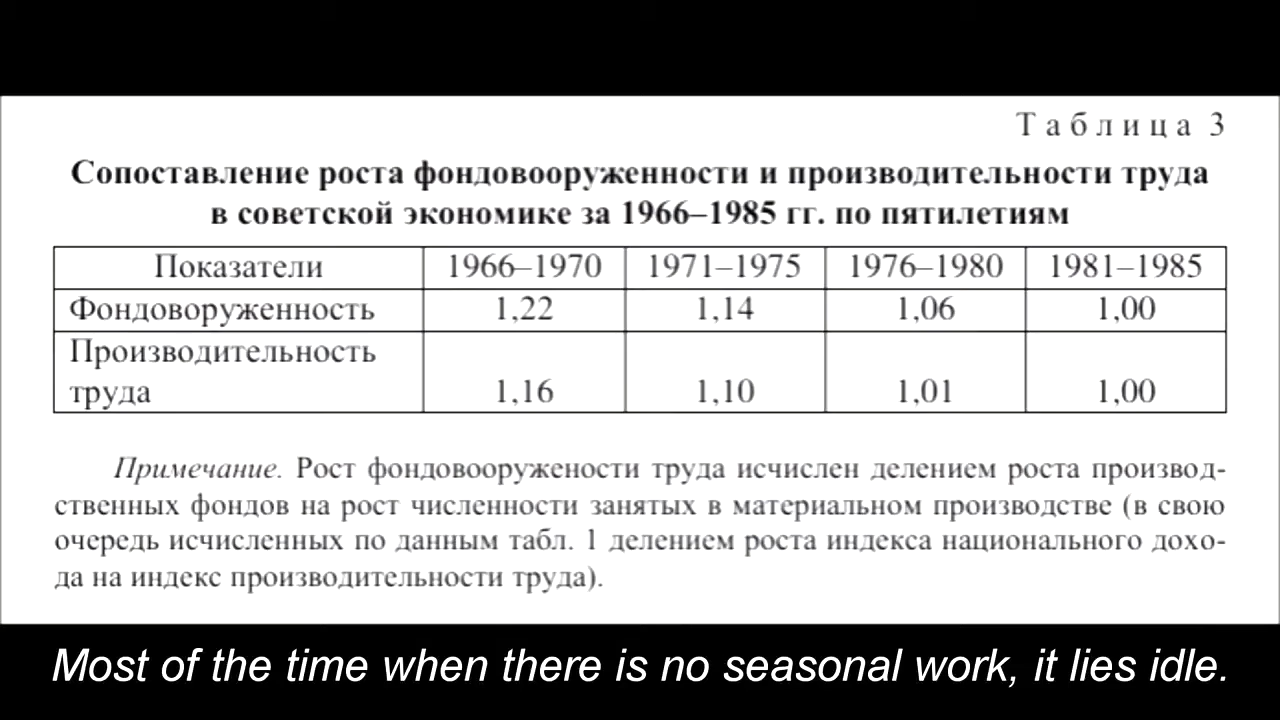 Таблица 3
Сопоставление роста фондовооруженности и производительности труда
в советской экономике за 1966–1985 гг. по пятилетиям
Показатели 1966–1970 1971–1975 1976–1980 1981–1985
Фондоворуженность 1,22 1,14 1,06 1,00
Производительность
труда 1,16 1,10 1,01 1,00
Примечание. Рост фондовооружености труда исчислен делением роста производ-
ственных фондов на рост численности занятых в материальном производстве (в свою
очередь исчисленных по данным табл. 1 делением роста индекса национального дохо-
да на индекс производительности труда).
Most of the time when there is no seasonal work, it lies idle.